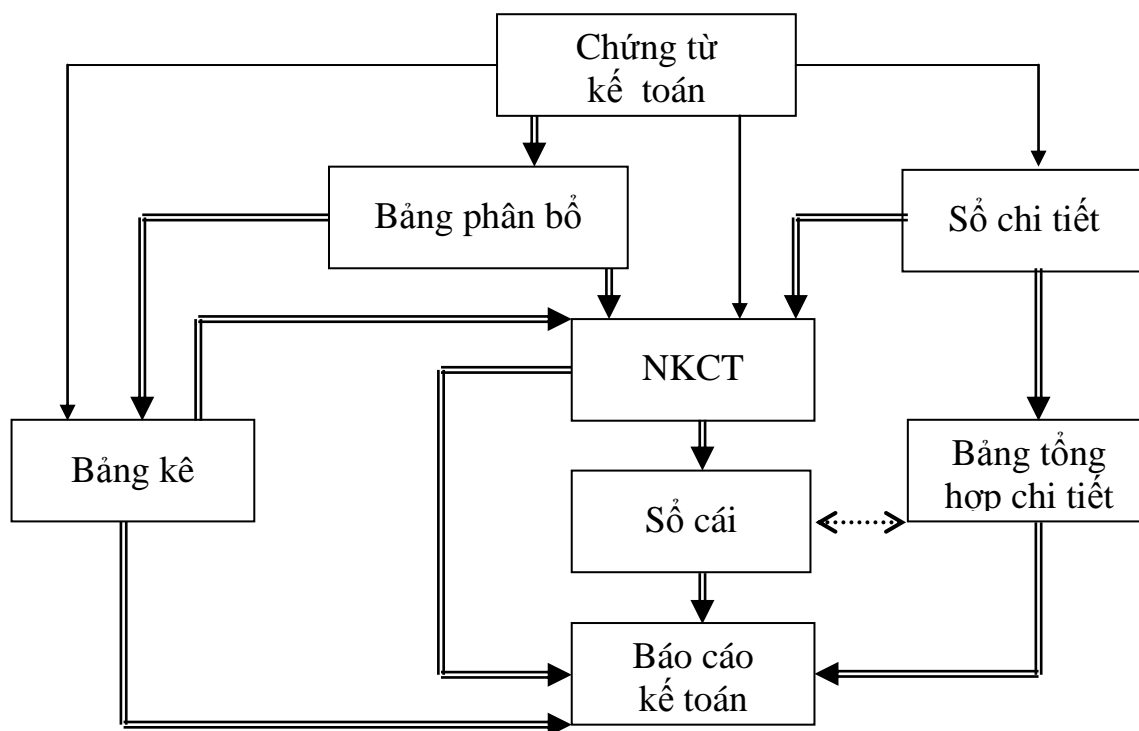 Chứng từ
kế toán
Bảng phân bổ
Sổ chi tiết
NKCT
Bảng kê
Bảng tổng
hợp chi tiết
Sổ cái
Báo cáo
kế toán